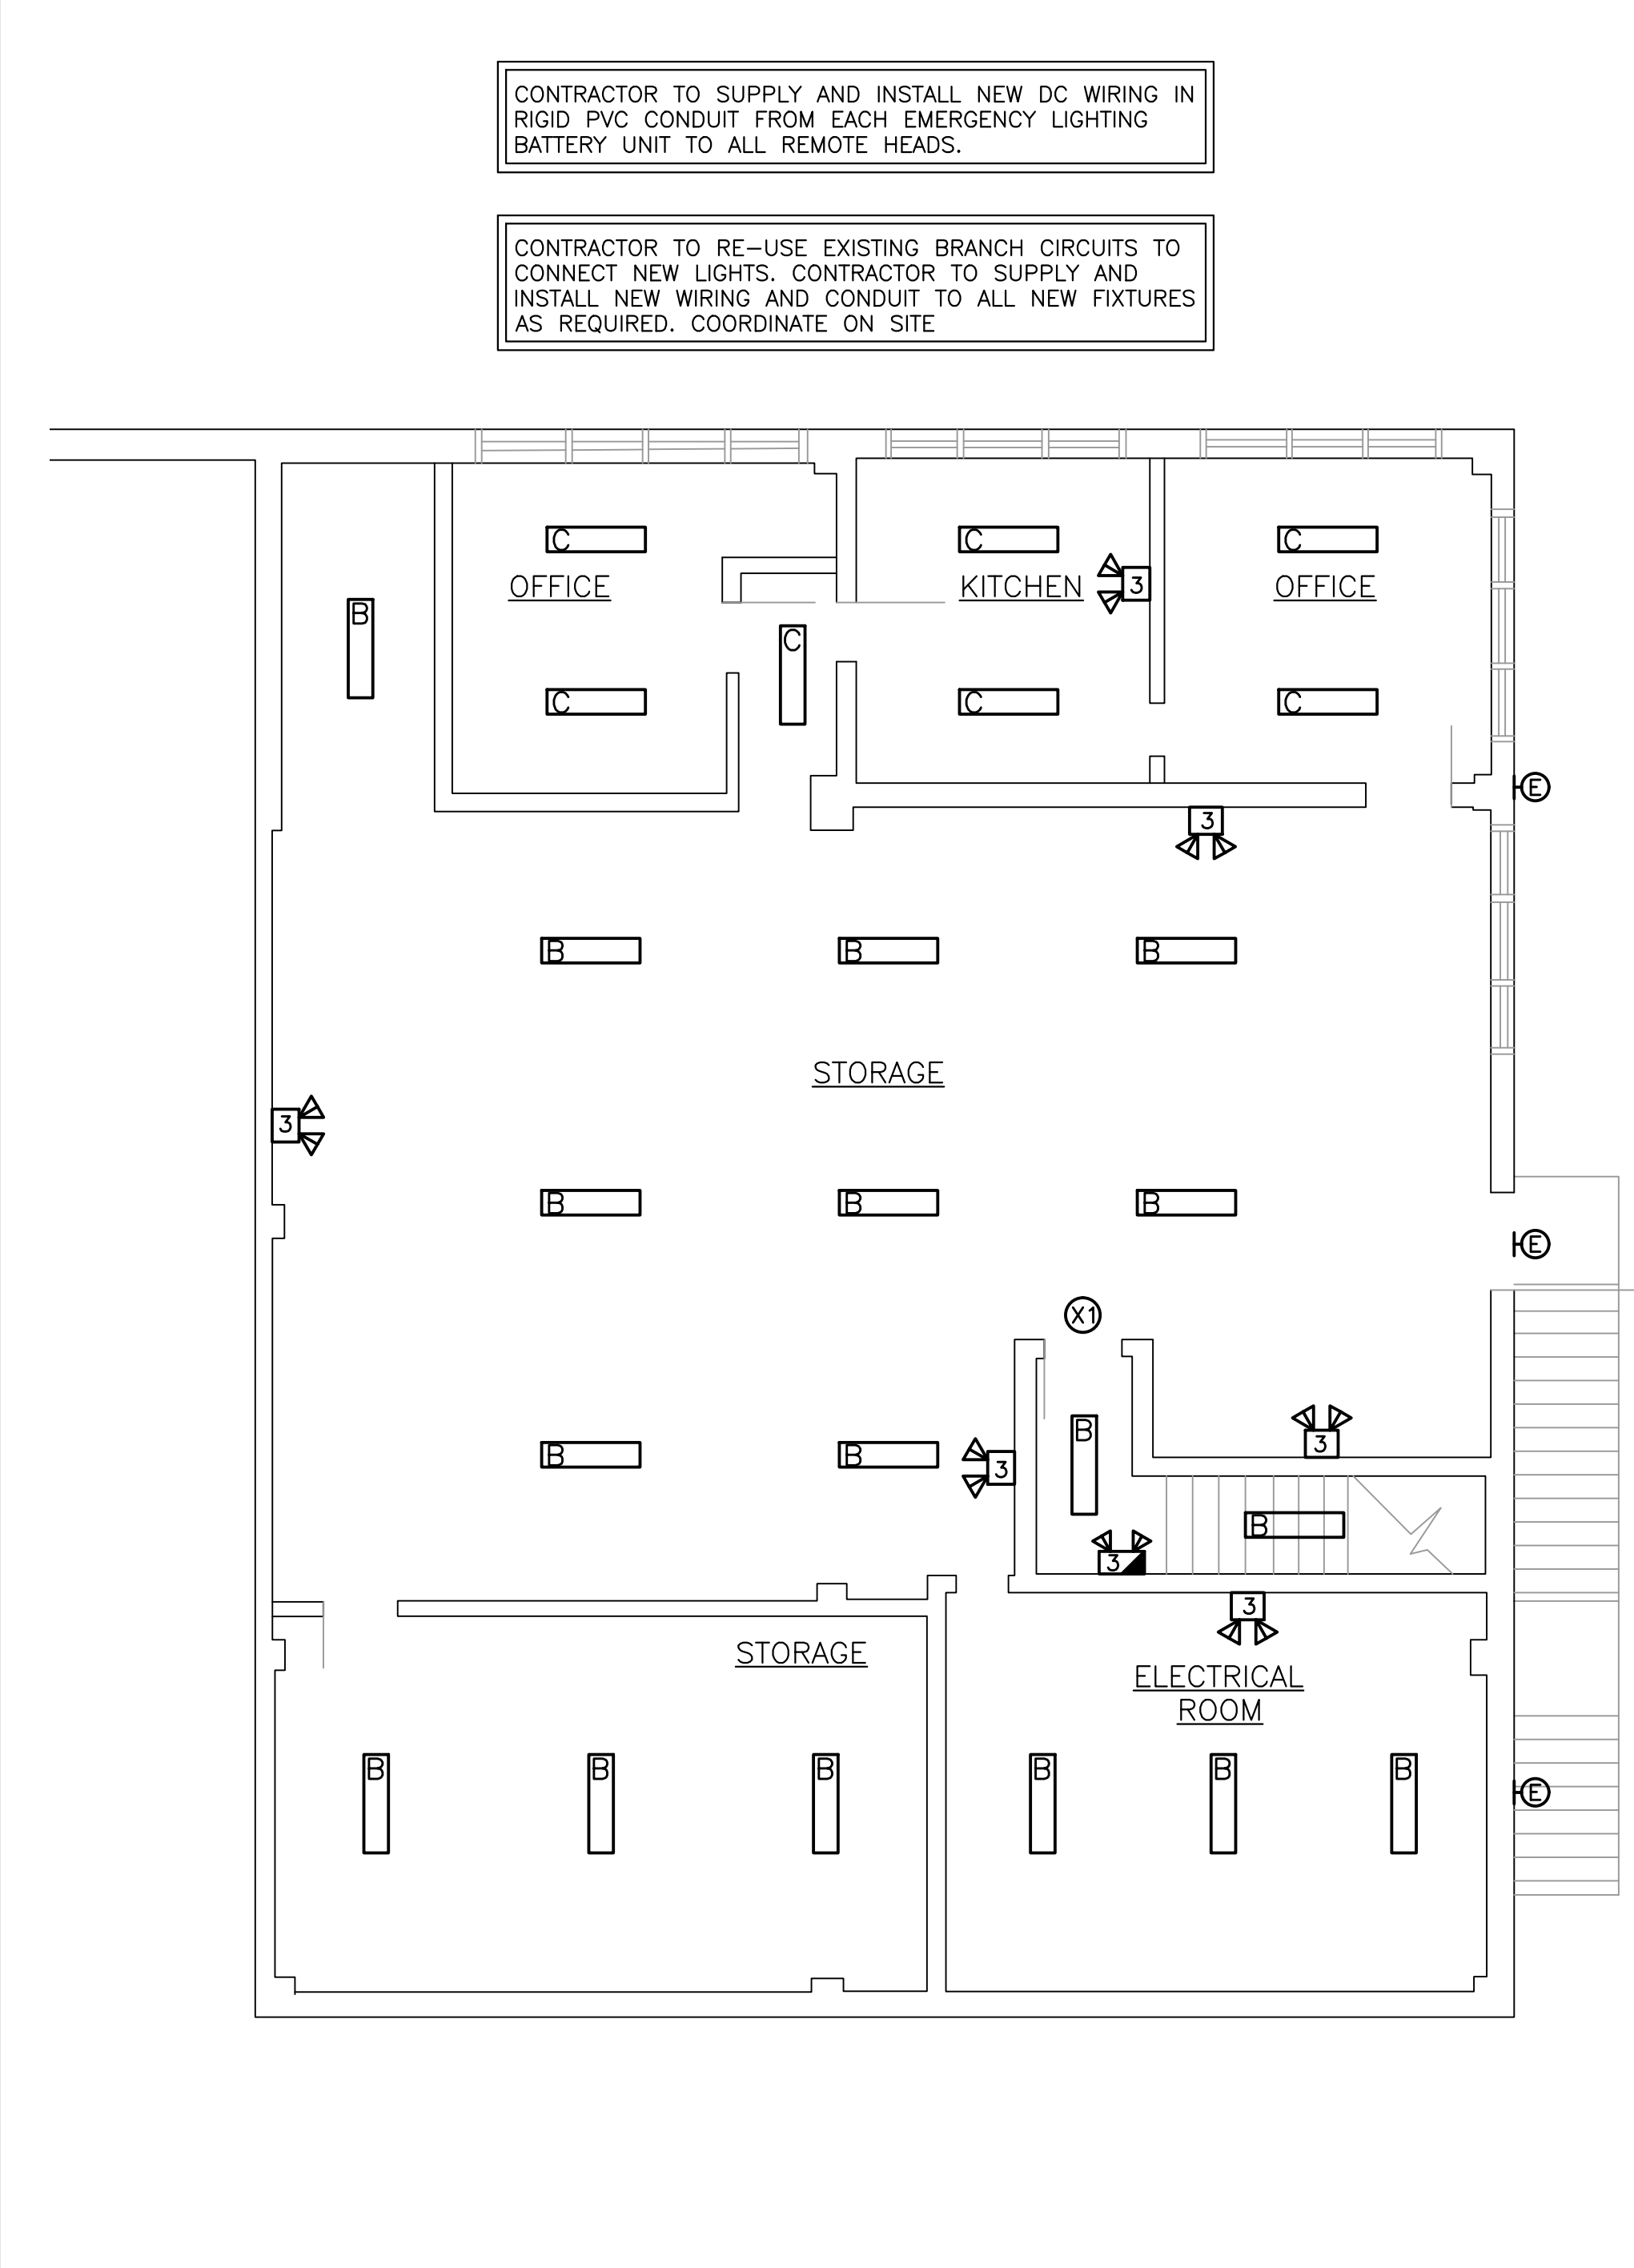 CONTRACTOR TO SUPPLY AND INSTALL NEW DC WIRING IN
RIGID PVC CONDUIT FROM EACH EMERGENCY LIGHTING
BATTERY UNIT TO ALL REMOTE HEADS.
CONTRACTOR TO RE-USE EXISTING BRANCH CIRCUITS TO
CONNECT NEW LIGHTS. CONTRACTOR TO SUPPLY AND
INSTALL NEW WIRING AND CONDUIT TO ALL NEW FIXTURES
AS REQUIRED. COORDINATE ON SITE
C
C
C
OFFICE
KITCHEN
3
OFFICE
B
C
C
C
C
E
3
B
B
B
STORAGE
3
B
B
B
E
X1
B
3
B
B
3
B
3
3
STORAGE
ELECTRICAL
ROOM
B
B
B
B
B
B
E